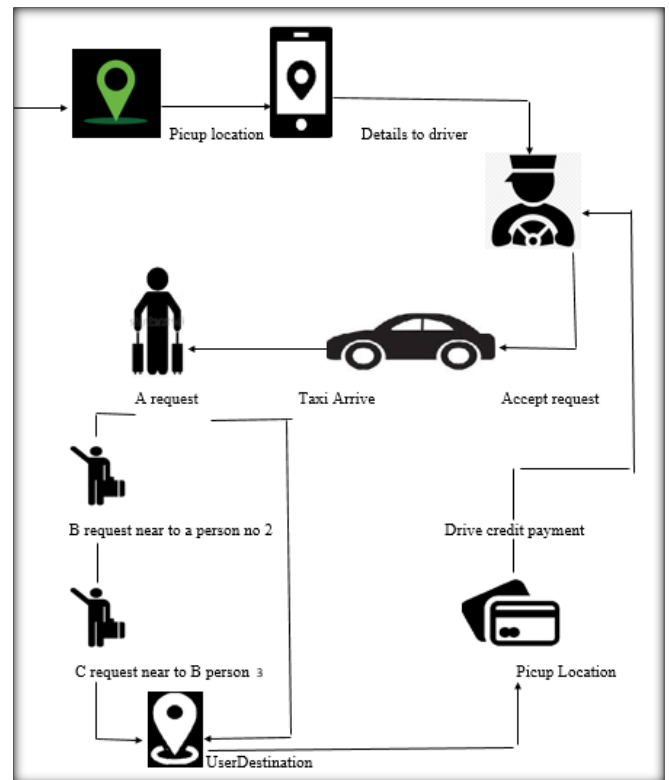 Picup location
Details to driver
A request
Taxi Arrive
Accept request
B request near to a person no 2
Drive credit payment
C request near to B person 3
Picup Location
UserDestination